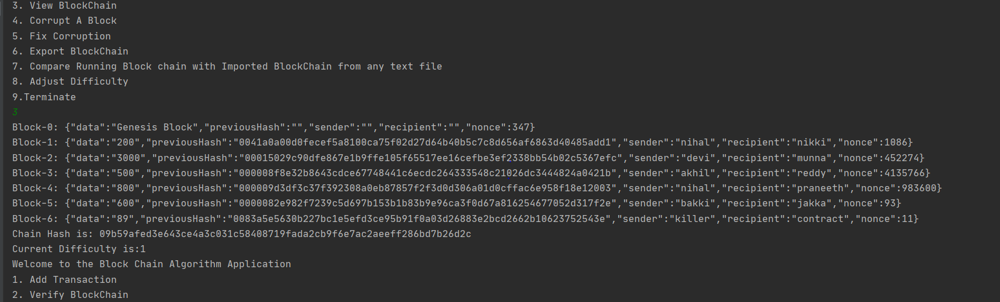 3. View BlockChain
4. Corrupt A Block
5. Fix Corruption
6. Export BlockChain
7. Compare Running Block chain with Imported BlockChain from any text file
8. Adjust Difficulty
9.Terminate
3
Block-0: {"data":"Genesis Block","previousHash":"","sender":"","recipient":"","nonce":347}
Block-1: {"data":"200","previousHash":"0041a0a00d0fecef5a8100ca75f02d27d64b40b5c7c8d656af6863d40485add1","sender":"nihal","recipient":"nikki","nonce":1086}
Block-2: {"data":"3000","previousHash":"00015029c90dfe867e1b9ffe105f65517ee16cefbe3ef2338bb54b02c5367efc","sender":"devi","recipient":"munna","nonce":452274}
Block-3: {"data":"500","previousHash":"000008f8e32b8643cdce67748441c6ecdc264333548c21026dc3444824a0421b","sender":"akhil","recipient":"reddy","nonce":4135766}
Block-4: {"data":"800","previousHash":"000009d3df3c37f392308a0eb87857f2f3d0d306a01d0cffac6e958f18e12003","sender":"nihal","recipient":"praneeth","nonce":983600}
Block-5: {"data":"600","previousHash":"0000082e982f7239c5d697b153b1b83b9e96ca3f0d67a816254677052d317f2e","sender":"bakki","recipient":"jakka","nonce":93}
Block-6: {"data":"89","previousHash":"0083a5e5630b227bc1e5efd3ce95b91f0a03d26883e2bcd2662b10623752543e","sender":"killer","recipient":"contract","nonce":11}
Chain Hash is: 09b59afed3e643ce4a3c031c58408719fada2cb9f6e7ac2aeeff286bd7b26d2c
Current Difficulty is:1
Welcome to the Block Chain Algorithm Application
1. Add Transaction
2. Verify BlockChain